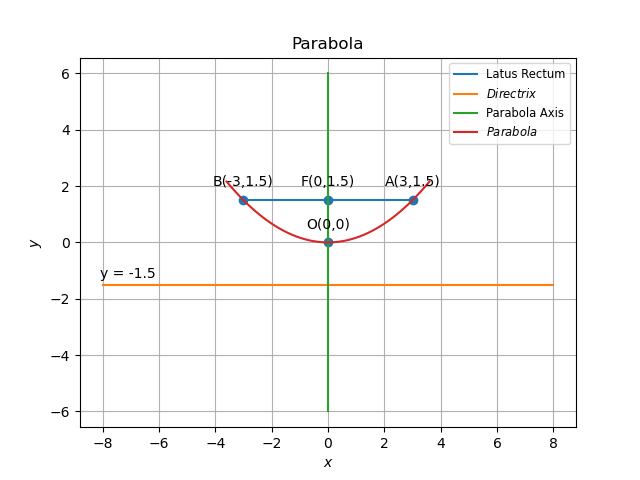 Parabola
Latus Rectum
Directrix
Parabola Axis
Parabola
B(-3,1.5)
F(0,1.5)
A(3,1.5)
O(0,0)
y = -1.5
6
4
2
0
−2
−4
−6
y
−8
−6
−4
−2
0
2
4
6
8
x